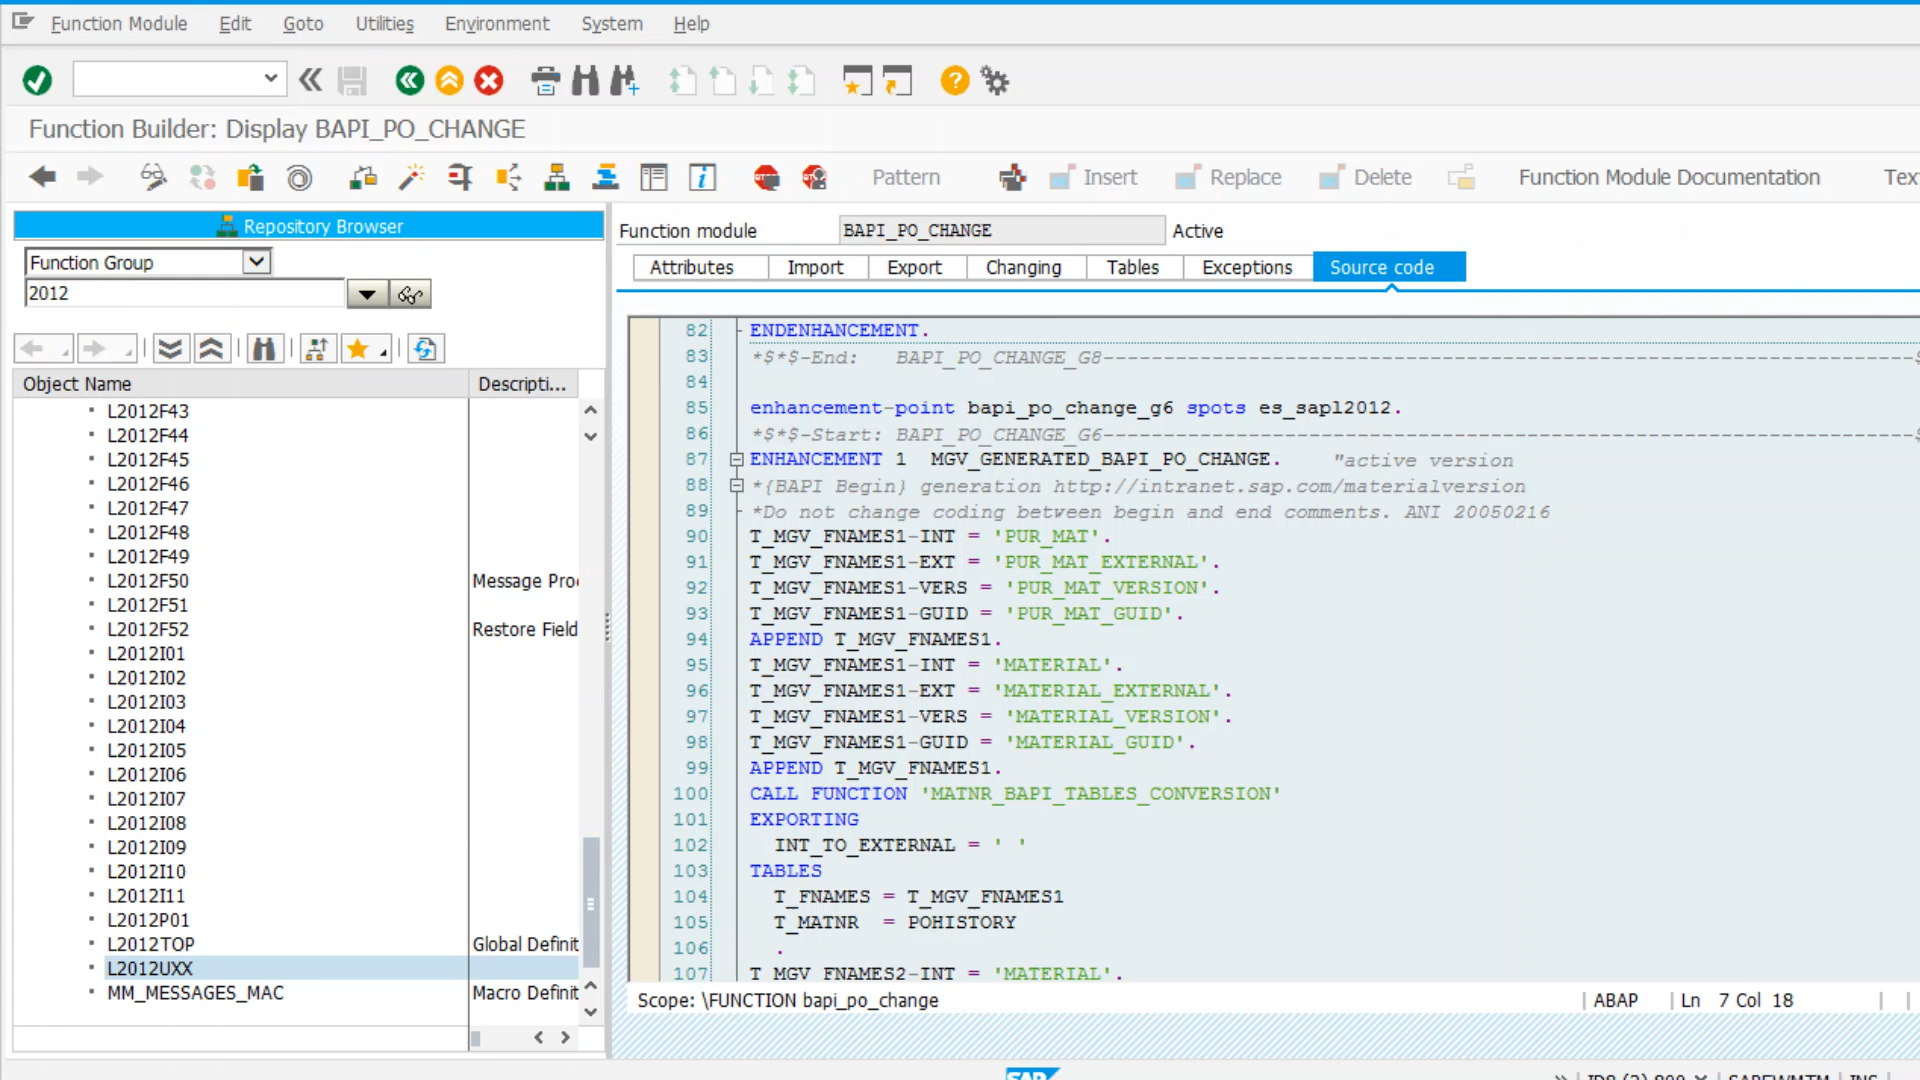 Function Module Edit Goto Utilities Environment System Help
Function Builder: Display BAPI_PO_CHANGE
Pattern Insert Replace Delete Function Module Documentation Tex
Repository Browser
Function Group
2012
Object Name Descripti...
L2012F43
L2012F44
L2012F45
L2012F46
L2012F47
L2012F48
L2012F49
L2012F50 Message Pro
L2012F51
L2012F52 Restore Field
L2012I01
L2012I02
L2012I03
L2012I04
L2012I05
L2012I06
L2012I07
L2012I08
L2012I09
L2012I10
L2012I11
L2012P01
L2012TOP Global Definit
L2012UXX
MM_MESSAGES_MAC Macro Definit
Function module BAPI_PO_CHANGE Active
Attributes Import Export Changing Tables Exceptions Source code
82 ENDENHANCEMENT.
83 *$*$-End: BAPI_PO_CHANGE_G8----------------------------------------------------------------------$
84
85 enhancement-point bapi_po_change_g6 spots es_sapl2012.
86 *$*$-Start: BAPI_PO_CHANGE_G6--------------------------------------------------------------------$
87 ENHANCEMENT 1 MGV_GENERATED_BAPI_PO_CHANGE. "active version
88 *{BAPI Begin} generation http://intranet.sap.com/materialversion
89 *Do not change coding between begin and end comments. ANI 20050216
90 T_MGV_FNAMES1-INT = 'PUR_MAT'.
91 T_MGV_FNAMES1-EXT = 'PUR_MAT_EXTERNAL'.
92 T_MGV_FNAMES1-VERS = 'PUR_MAT_VERSION'.
93 T_MGV_FNAMES1-GUID = 'PUR_MAT_GUID'.
94 APPEND T_MGV_FNAMES1.
95 T_MGV_FNAMES1-INT = 'MATERIAL'.
96 T_MGV_FNAMES1-EXT = 'MATERIAL_EXTERNAL'.
97 T_MGV_FNAMES1-VERS = 'MATERIAL_VERSION'.
98 T_MGV_FNAMES1-GUID = 'MATERIAL_GUID'.
99 APPEND T_MGV_FNAMES1.
100 CALL FUNCTION 'MATNR_BAPI_TABLES_CONVERSION'
101 EXPORTING
102 INT_TO_EXTERNAL = ' '
103 TABLES
104 T_FNAMES = T_MGV_FNAMES1
105 T_MATNR = POHISTORY
106 .
107 T_MGV_FNAMES2-INT = 'MATERIAL'.
Scope: \FUNCTION bapi_po_change ABAP Ln 7 Col 18
SAP